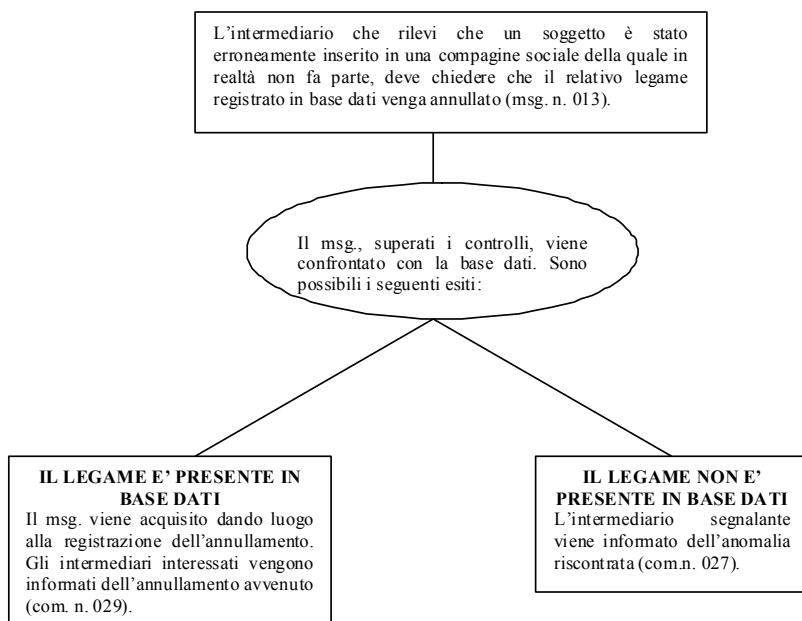 L'intermediario che rilevi che un soggetto è stato
erroneamente inserito in una compagine sociale della quale in
realtà non fa parte, deve chiedere che il relativo legame
registrato in base dati venga annullato (msg. n. 013).
Il msg., superati i controlli, viene
confrontato con la base dati. Sono
possibili i seguenti esiti:
IL LEGAME E' PRESENTE IN
BASE DATI
Il msg. viene acquisito dando luogo
alla registrazione dell'annullamento.
Gli intermediari interessati vengono
informati dell'annullamento avvenuto
(com. n. 029).
IL LEGAME NON E'
PRESENTE IN BASE DATI
L'intermediario segnalante
viene informato dell'anomalia
riscontrata (com.n. 027).